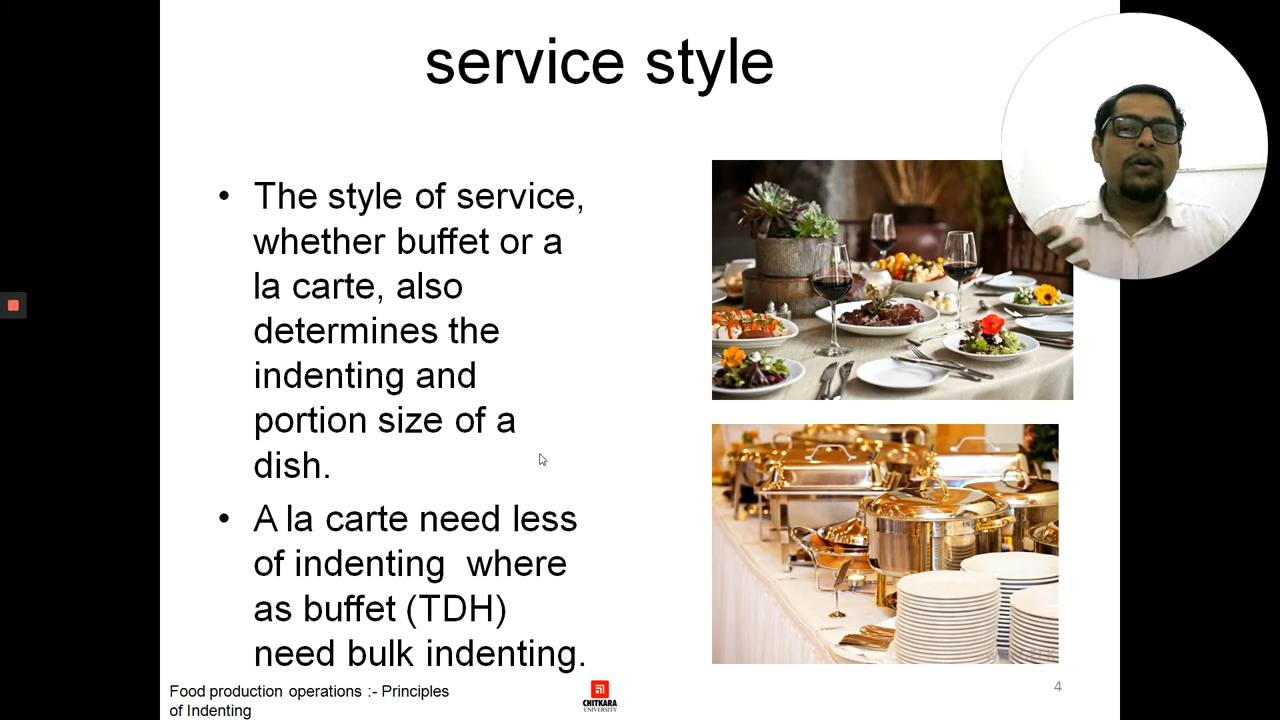 service style
• The style of service,
whether buffet or a
la carte, also
determines the
indenting and
portion size of a
dish.
• A la carte need less
of indenting  where
as buffet (TDH)
need bulk indenting.
Food production operations :- Principles
of Indenting
CHITKARA
UNIVERSITY
4